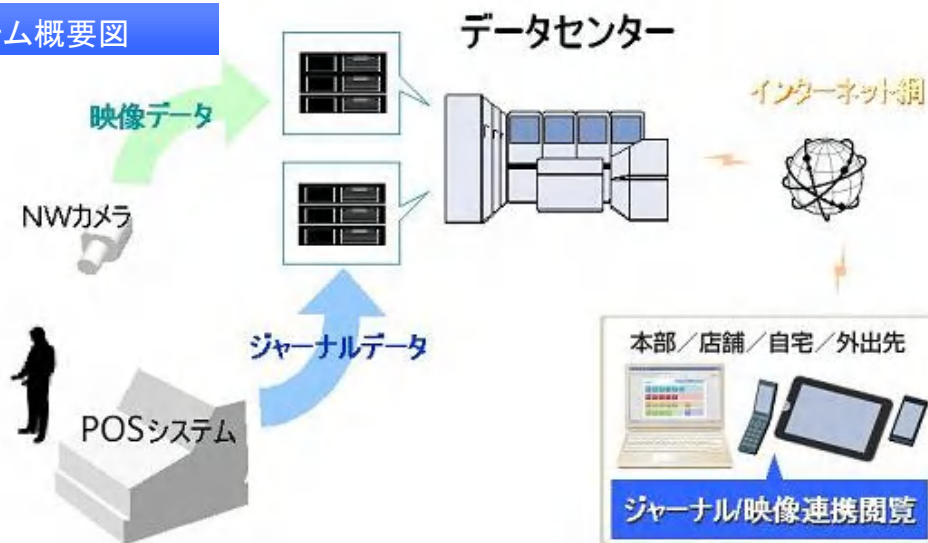 ム概要図
データセンター
映像データ
インターネット網
NWカメラ
ジャーナルデータ
本部／店舗／自宅／外出先
POSシステム
ジャーナル/映像連携閲覧